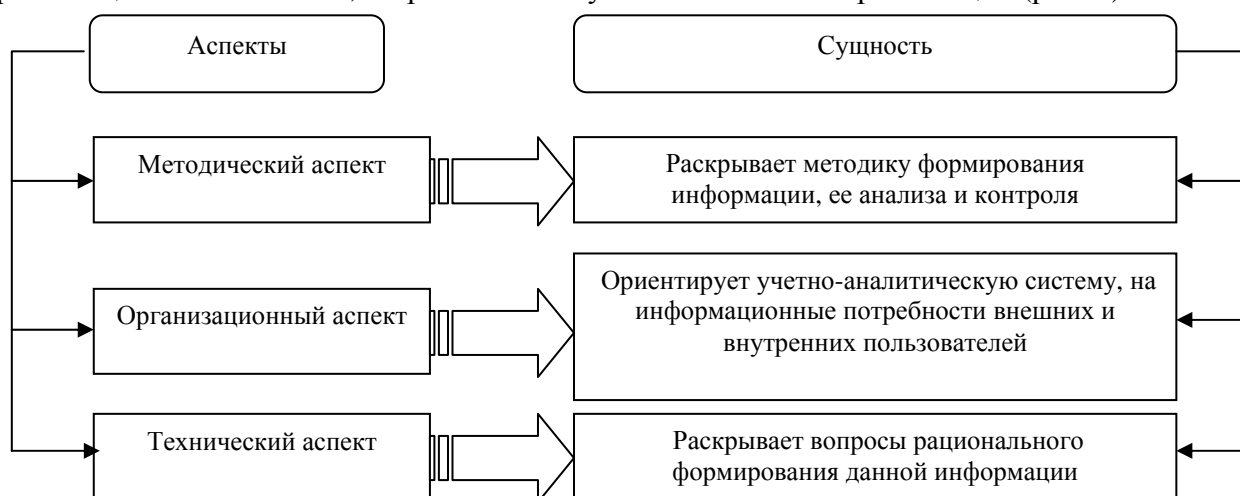 Аспекты
Сущность
Методический аспект
Раскрывает методику формирования
информации, ее анализа и контроля
Организационный аспект
Ориентирует учетно-аналитическую систему, на
информационные потребности внешних и
внутренних пользователей
Технический аспект
Раскрывает вопросы рационального
формирования данной информации